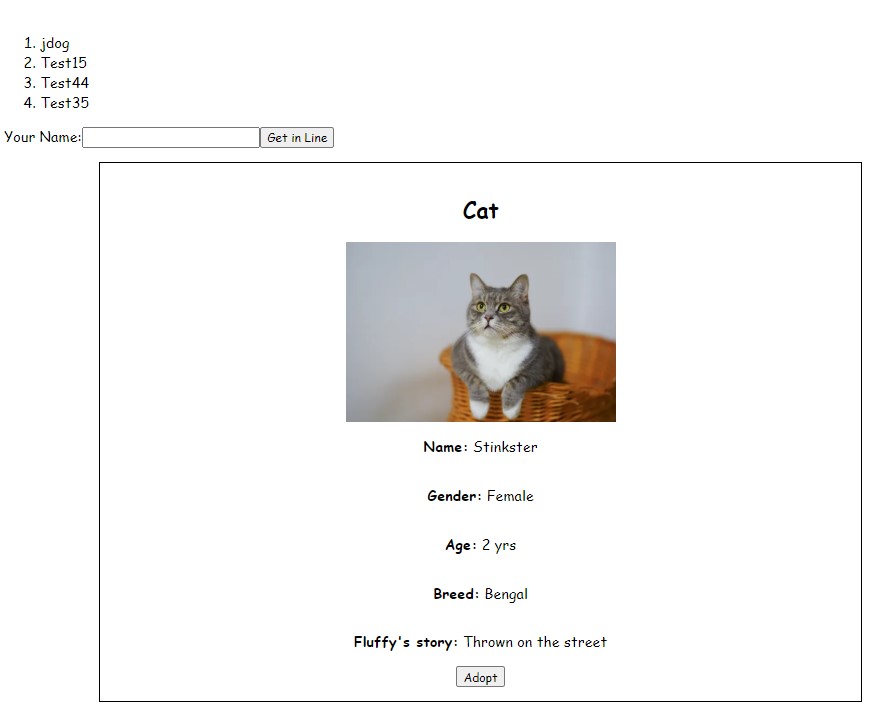 1. jdog
2. Test15
3. Test44
4. Test35
Your Name: Get in Line
Cat
Name: Stinkster
Gender: Female
Age: 2 yrs
Breed: Bengal
Fluffy's story: Thrown on the street
Adopt